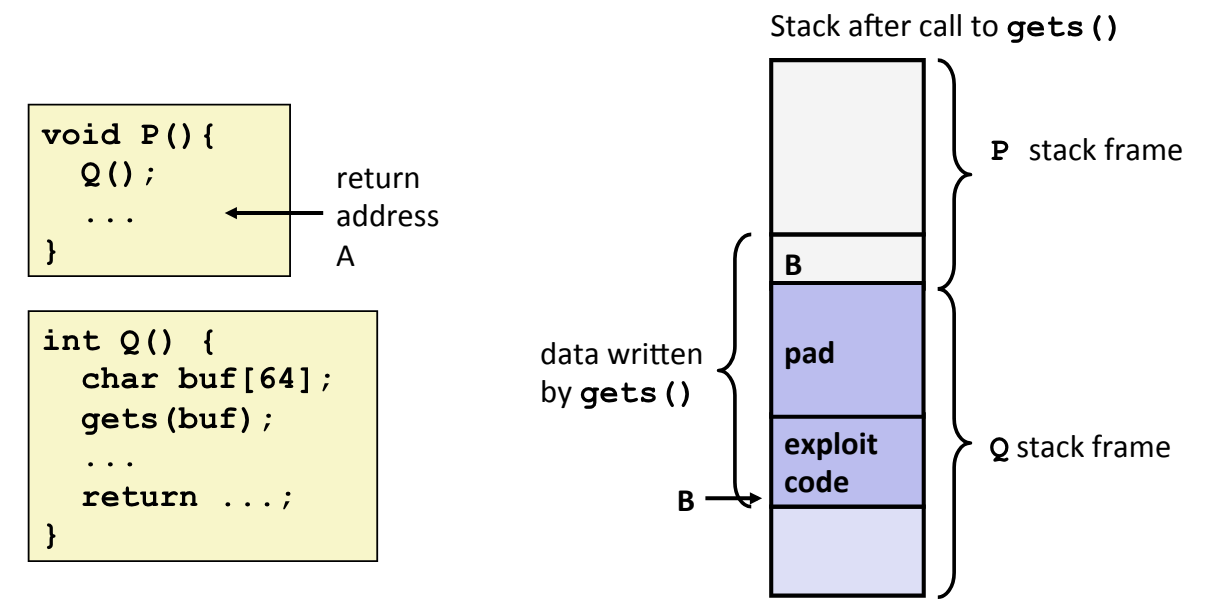 Stack after call to gets()
void P(){
Q();
...
}
return
address
A
int Q() {
char buf[64];
gets(buf);
...
return ...;
}
P stack frame
B
data written
by gets()
pad
exploit
code
B
Q stack frame